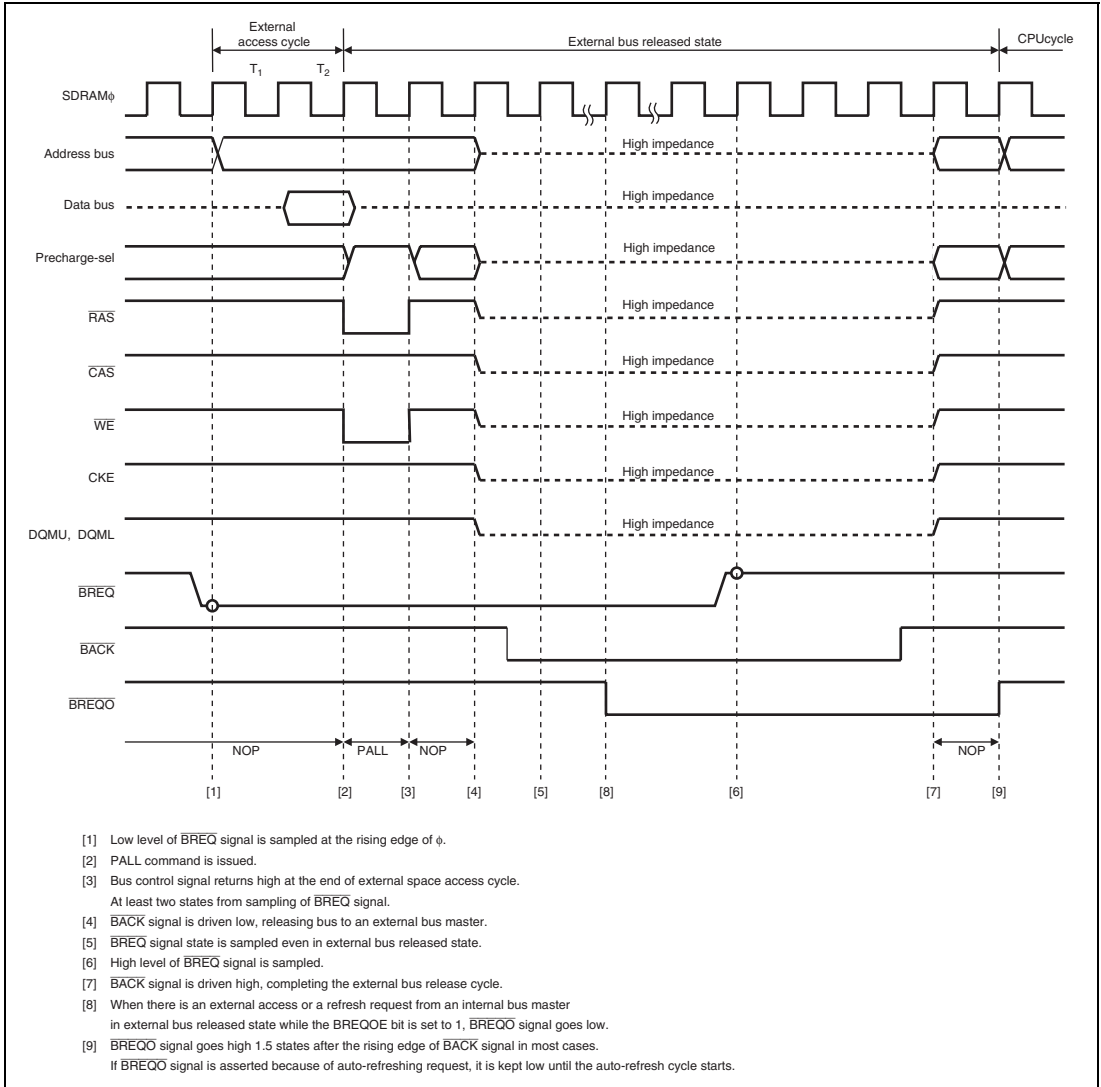 External
access cycle
External bus released state
CPUcycle
T1
T2
SDRAMφ
Address bus
High impedance
Data bus
High impedance
Precharge-sel
High impedance
RAS
High impedance
CAS
High impedance
WE
High impedance
CKE
High impedance
DQMU, DQML
High impedance
BREQ
BACK
BREQO
NOP
PALL
NOP
NOP
[1]
[2]
[3]
[4]
[5]
[8]
[6]
[7]
[9]
[1] Low level of BREQ signal is sampled at the rising edge of φ.
[2] PALL command is issued.
[3] Bus control signal returns high at the end of external space access cycle.
At least two states from sampling of BREQ signal.
[4] BACK signal is driven low, releasing bus to an external bus master.
[5] BREQ signal state is sampled even in external bus released state.
[6] High level of BREQ signal is sampled.
[7] BACK signal is driven high, completing the external bus release cycle.
[8] When there is an external access or a refresh request from an internal bus master
in external bus released state while the BREQOE bit is set to 1, BREQO signal goes low.
[9] BREQO signal goes high 1.5 states after the rising edge of BACK signal in most cases.
If BREQO signal is asserted because of auto-refreshing request, it is kept low until the auto-refresh cycle starts.